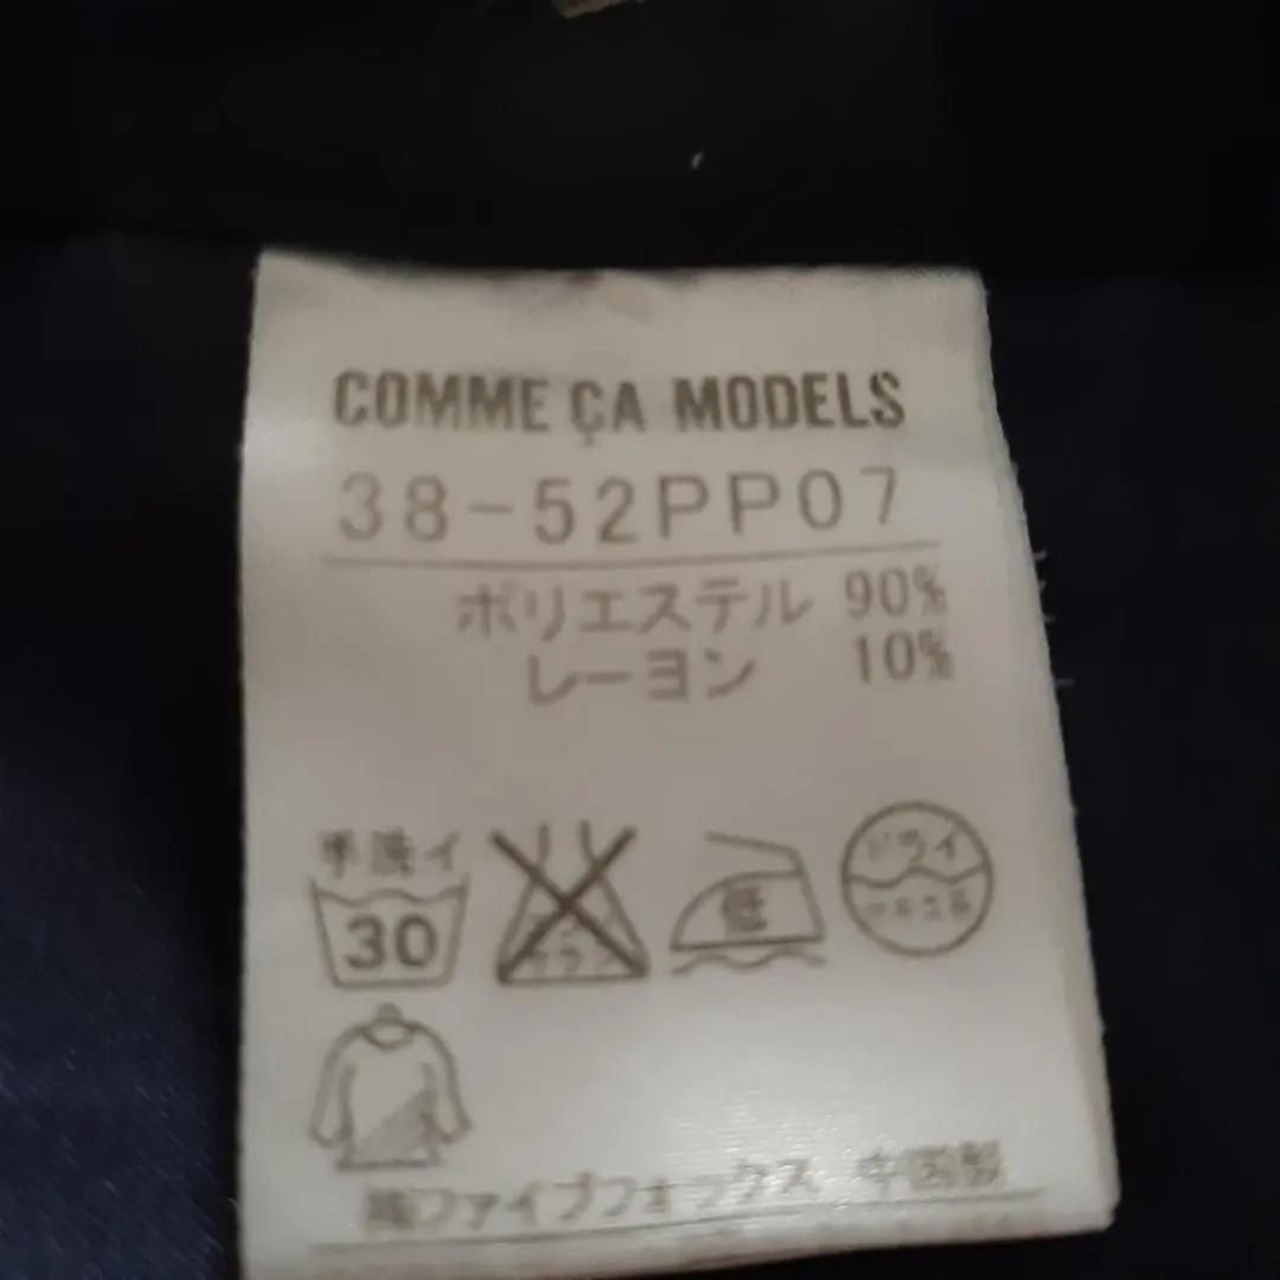 COMME ÇA MODELS
38-52PP07
ポリエステル 90%
レーヨン 10%
手洗イ
30
低
ドライ
㈱ファイブフォックス 中国製